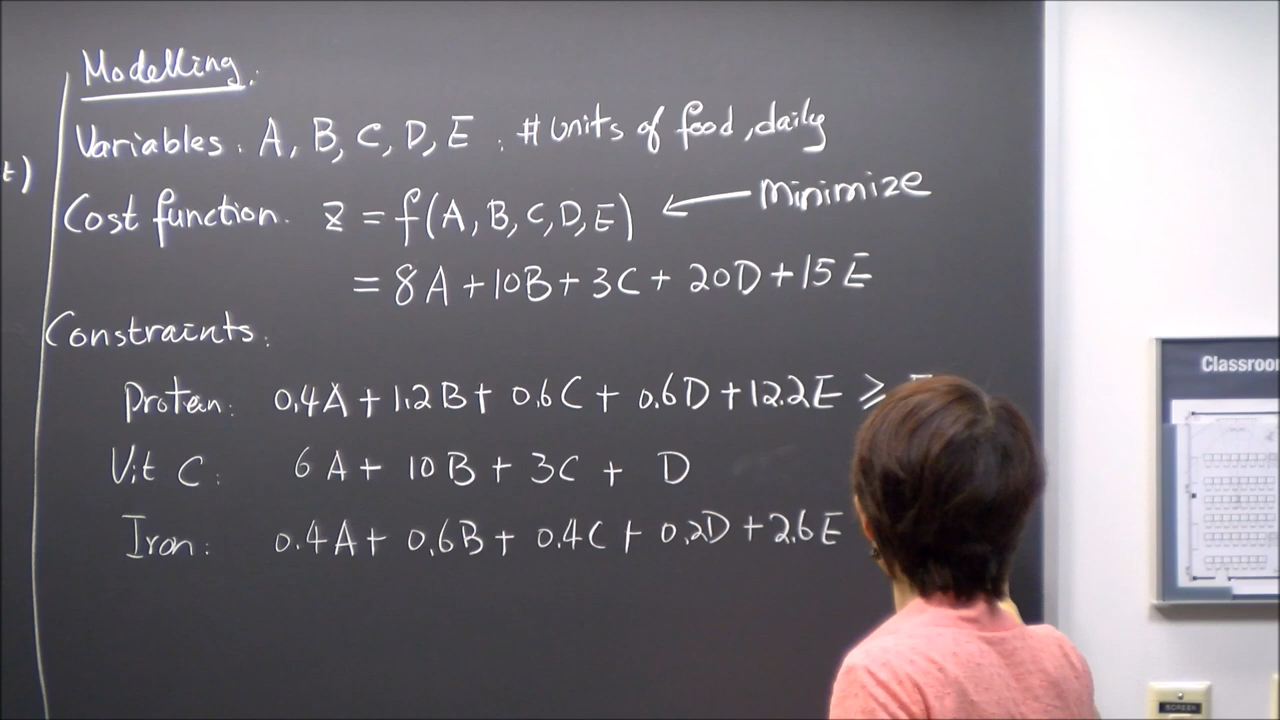 Modelling.
t)
Variables: A, B, C, D, E : # units of food, daily
Cost function. z = f(A, B, C, D, E) ← Minimize
= 8A + 10B + 3C + 20D + 15E
Constraints:
Protein: 0.4A + 1.2B + 0.6C + 0.6D + 12.2E ≥
Vit C: 6A + 10B + 3C + D
Iron: 0.4A + 0.6B + 0.4C + 0.2D + 2.6E
Classroo
SCREEN